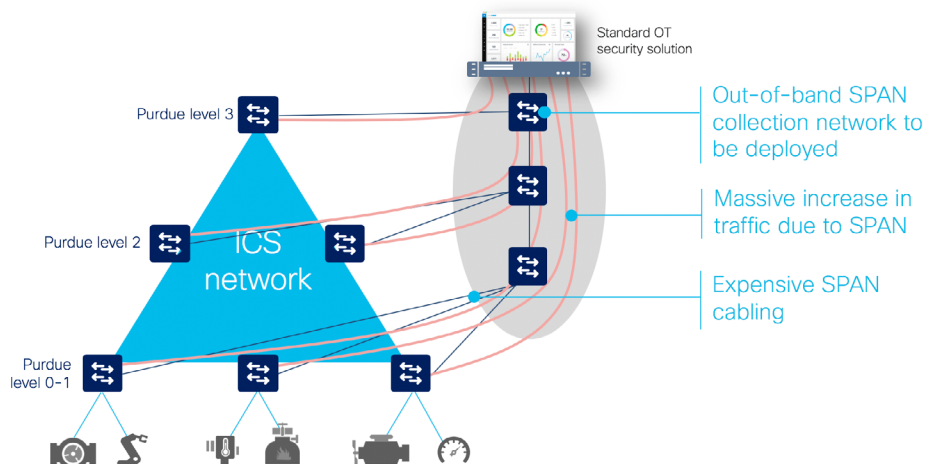 Standard OT
security solution
Purdue level 3
Out-of-band SPAN
collection network to
be deployed
Massive increase in
traffic due to SPAN
Purdue level 2
ICS
network
Expensive SPAN
cabling
Purdue
level 0-1